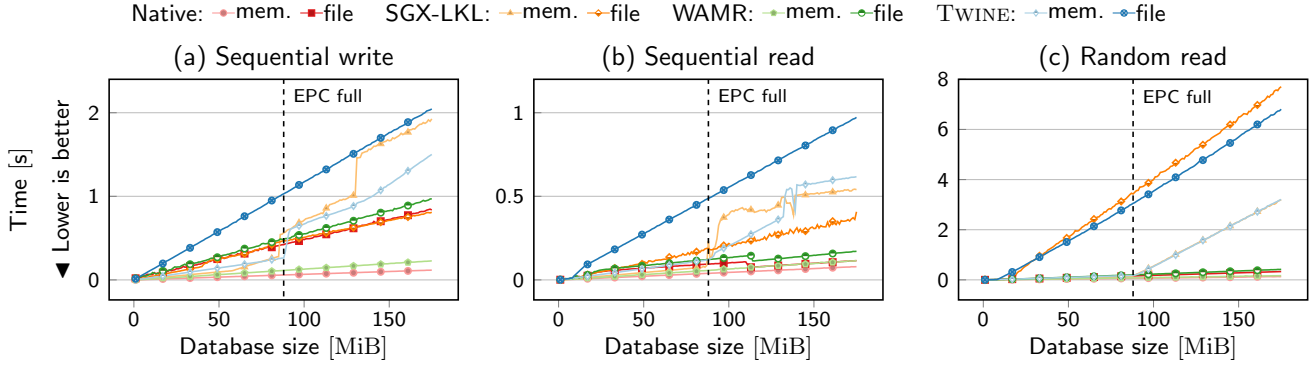 Native: mem. file SGX-LKL: mem. file WAMR: mem. file TWINE: mem. file
(a) Sequential write
(b) Sequential read
(c) Random read
Time [s]
◀ Lower is better
2
1
0
EPC full
0 50 100 150
Database size [MiB]
1
0.5
0
EPC full
0 50 100 150
Database size [MiB]
8
6
4
2
0
EPC full
0 50 100 150
Database size [MiB]